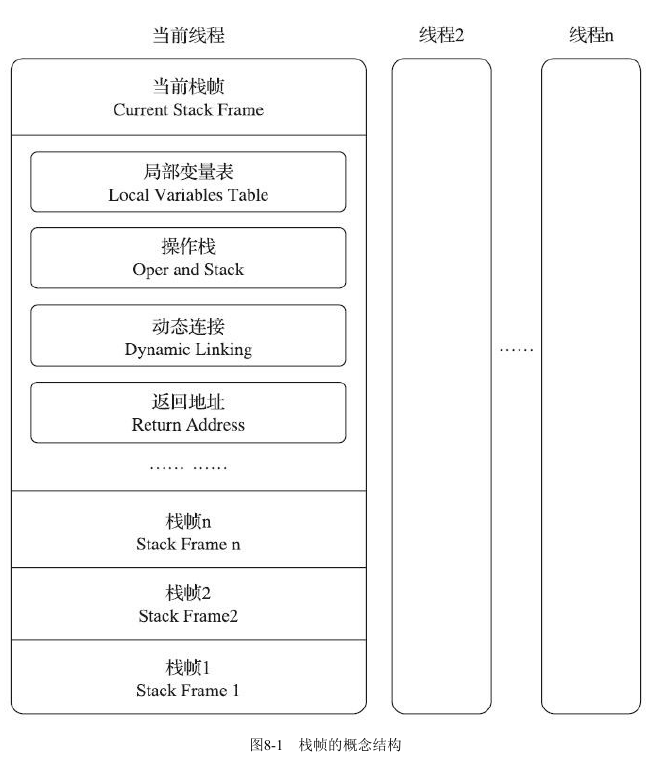 当前线程
线程2
线程n
当前栈帧
Current Stack Frame
局部变量表
Local Variables Table
操作栈
Oper and Stack
动态连接
Dynamic Linking
返回地址
Return Address
…… ……
……
栈帧n
Stack Frame n
栈帧2
Stack Frame2
栈帧1
Stack Frame 1
图8-1 栈帧的概念结构